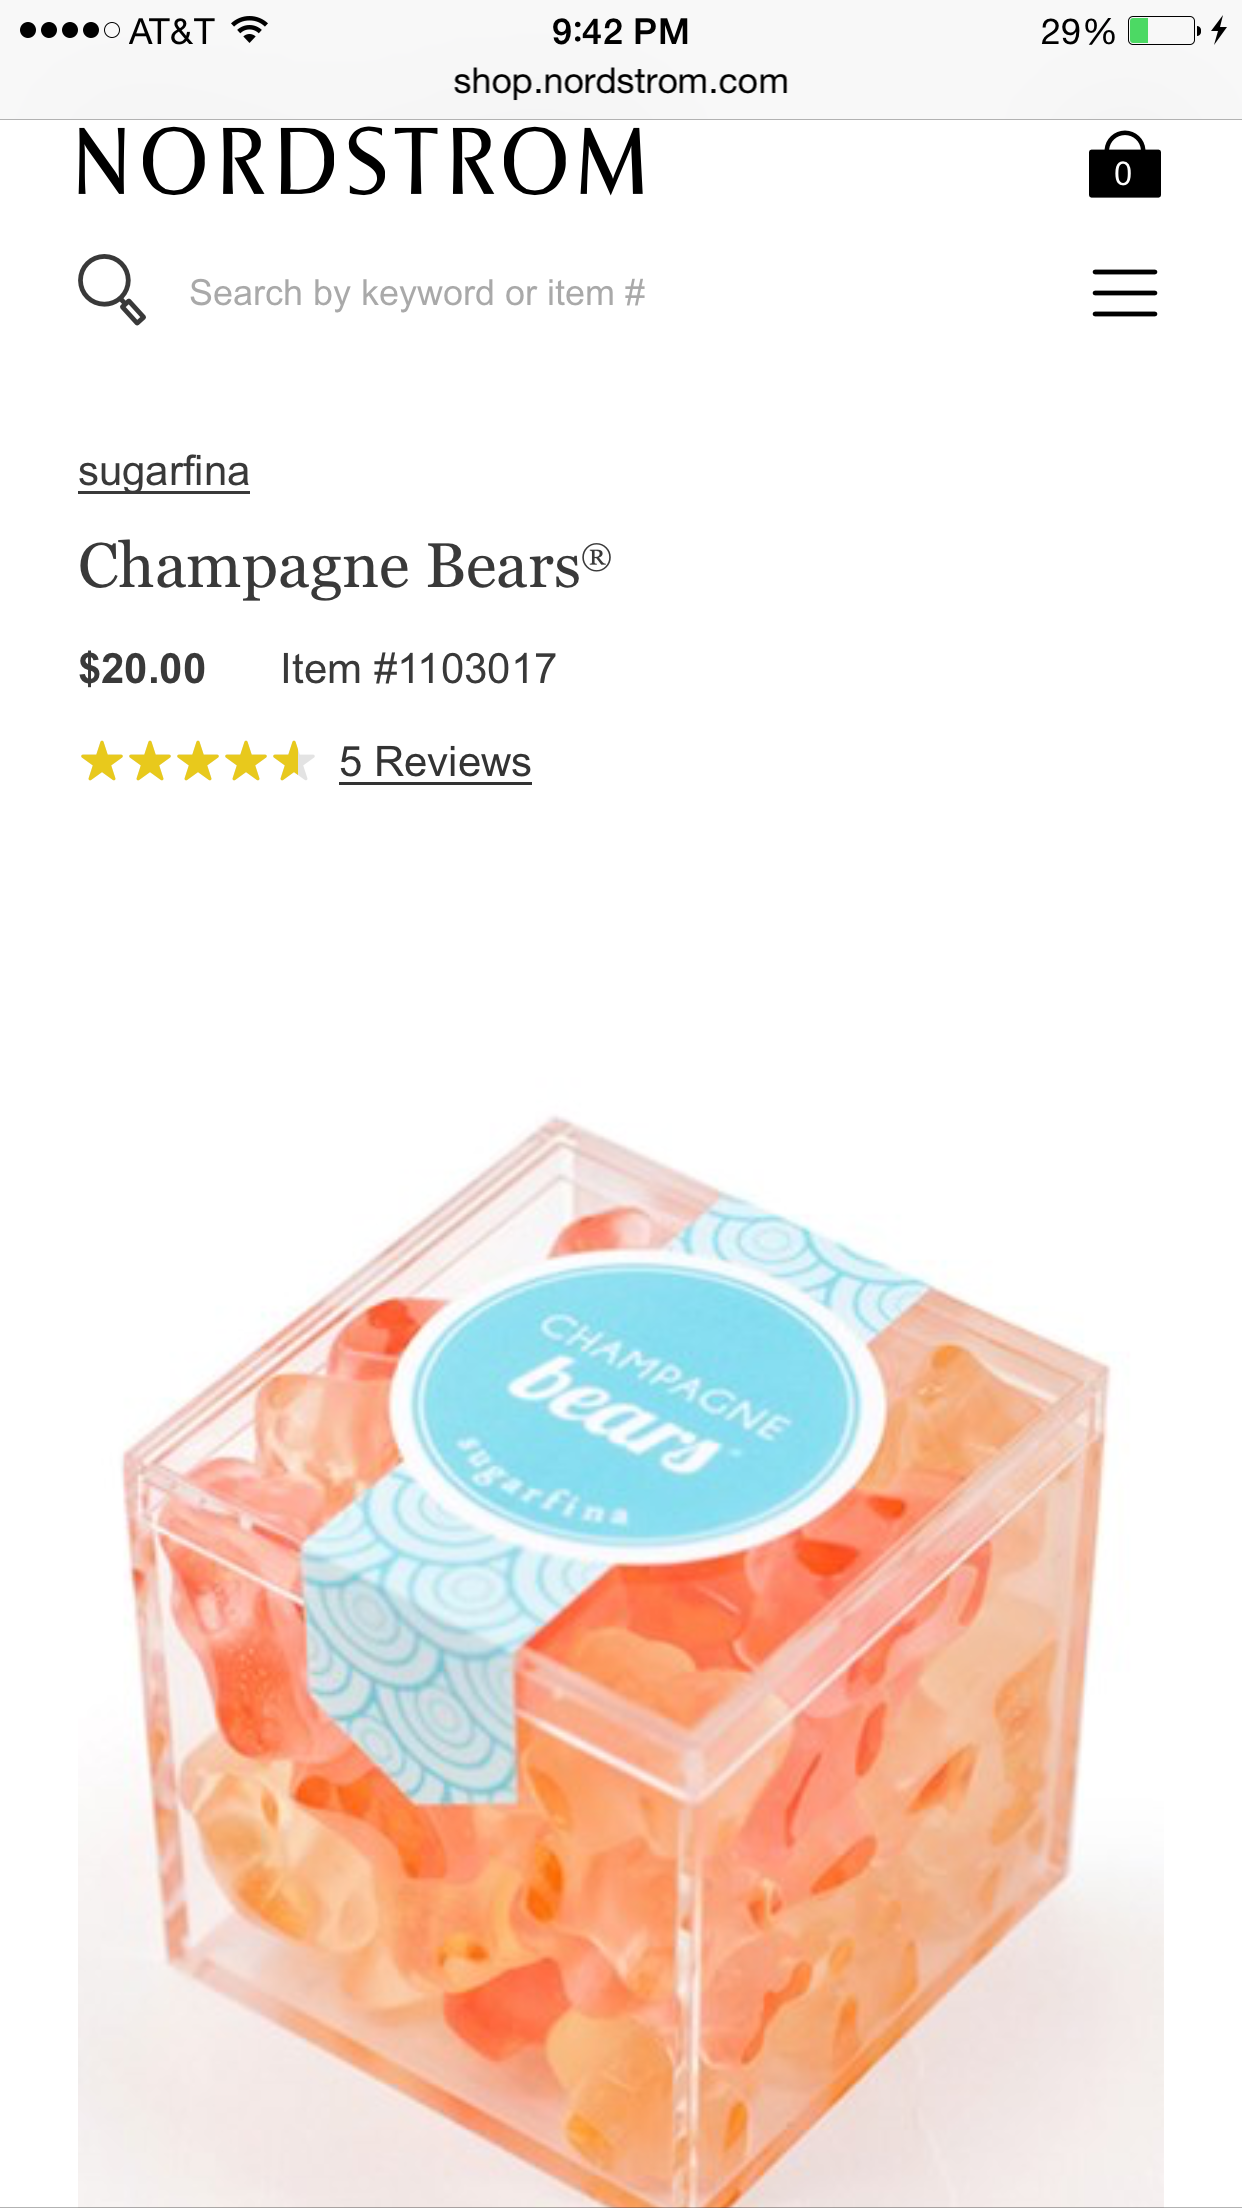 AT&T 9:42 PM 29%
shop.nordstrom.com
NORDSTROM
0
Search by keyword or item #
sugarfina
Champagne Bears®
$20.00 Item #1103017
5 Reviews
CHAMPAGNE
bears
sugarfina